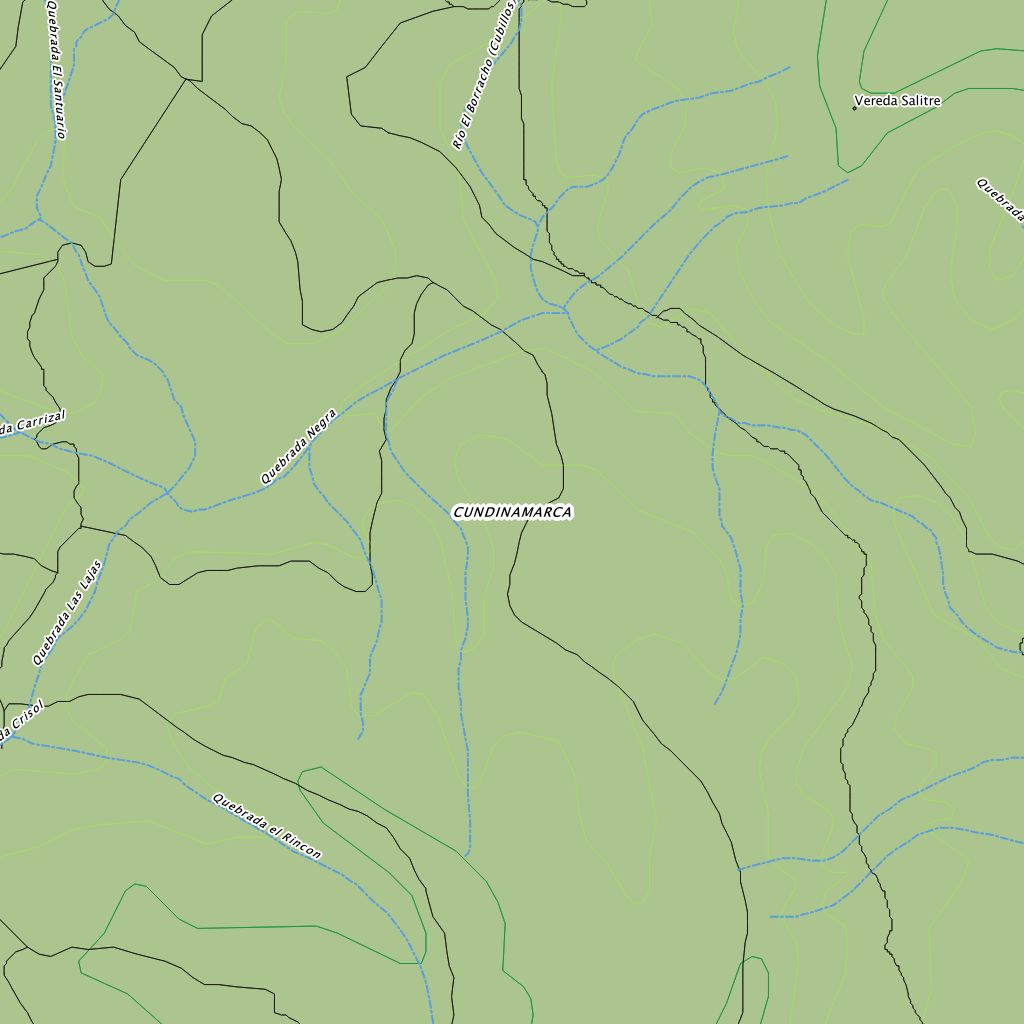 Quebrada El Santuario
Rio El Borracho (Cubillos)
Vereda Salitre
Quebrada
da Carrizal
Quebrada Negra
CUNDINAMARCA
Quebrada Las Lajas
da Crisol
Quebrada el Rincon